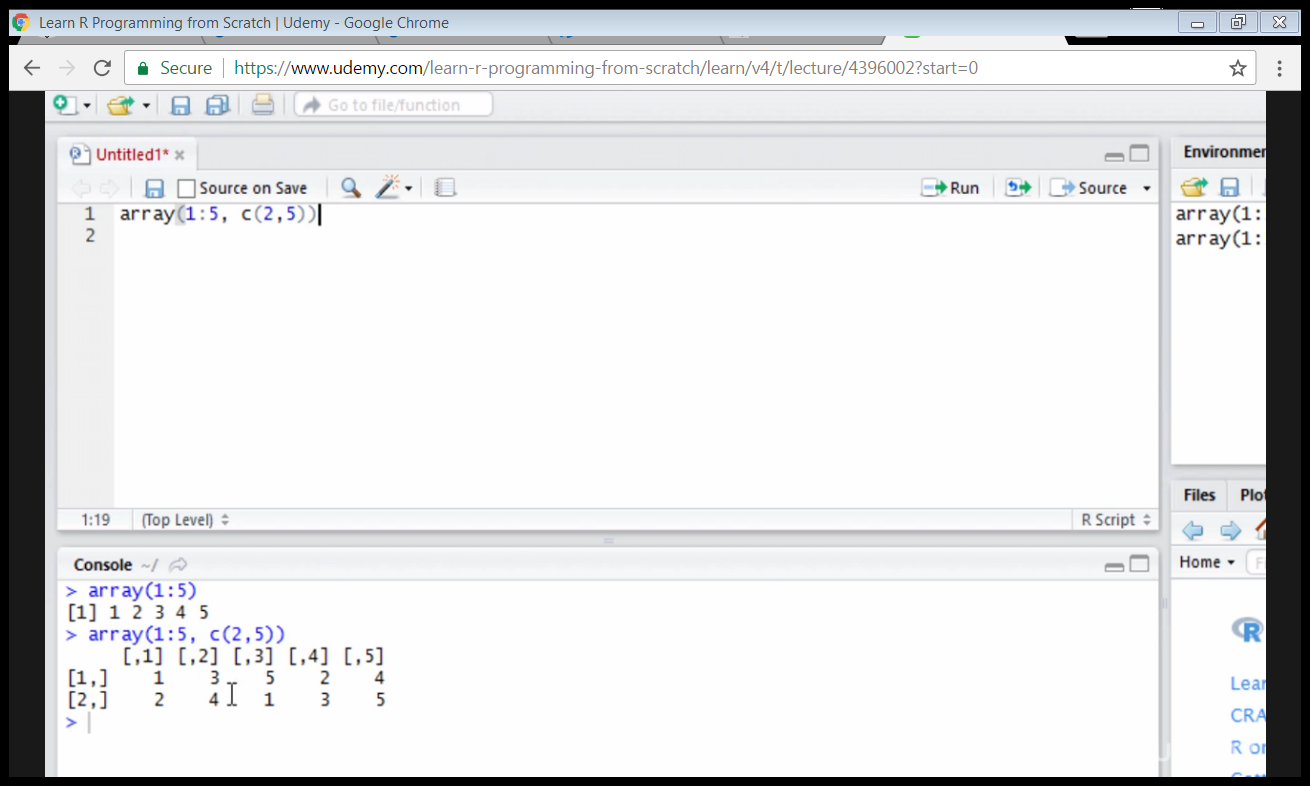 Learn R Programming from Scratch | Udemy - Google Chrome
Secure https://www.udemy.com/learn-r-programming-from-scratch/learn/v4/t/lecture/4396002?start=0
Go to file/function
Untitled1*
Source on Save Run Source
1 array(1:5, c(2,5))
2
1:19 (Top Level) R Script
Console ~/
> array(1:5)
[1] 1 2 3 4 5
> array(1:5, c(2,5))
[,1] [,2] [,3] [,4] [,5]
[1,] 1 3 5 2 4
[2,] 2 4 1 3 5
>
Environmen
array(1:
array(1:
Files Plot
Home
R
Lear
CRA
R or